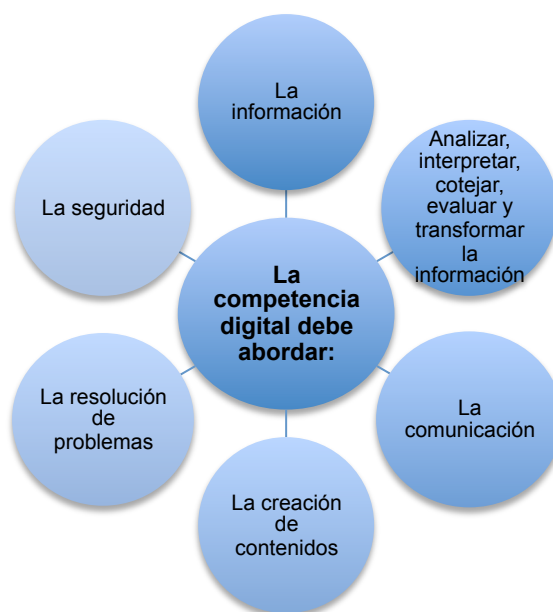 La
información
Analizar,
interpretar,
cotejar,
evaluar y
transformar
la
información
La seguridad
La
competencia
digital debe
abordar:
La
comunicación
La resolución
de
problemas
La creación
de
contenidos